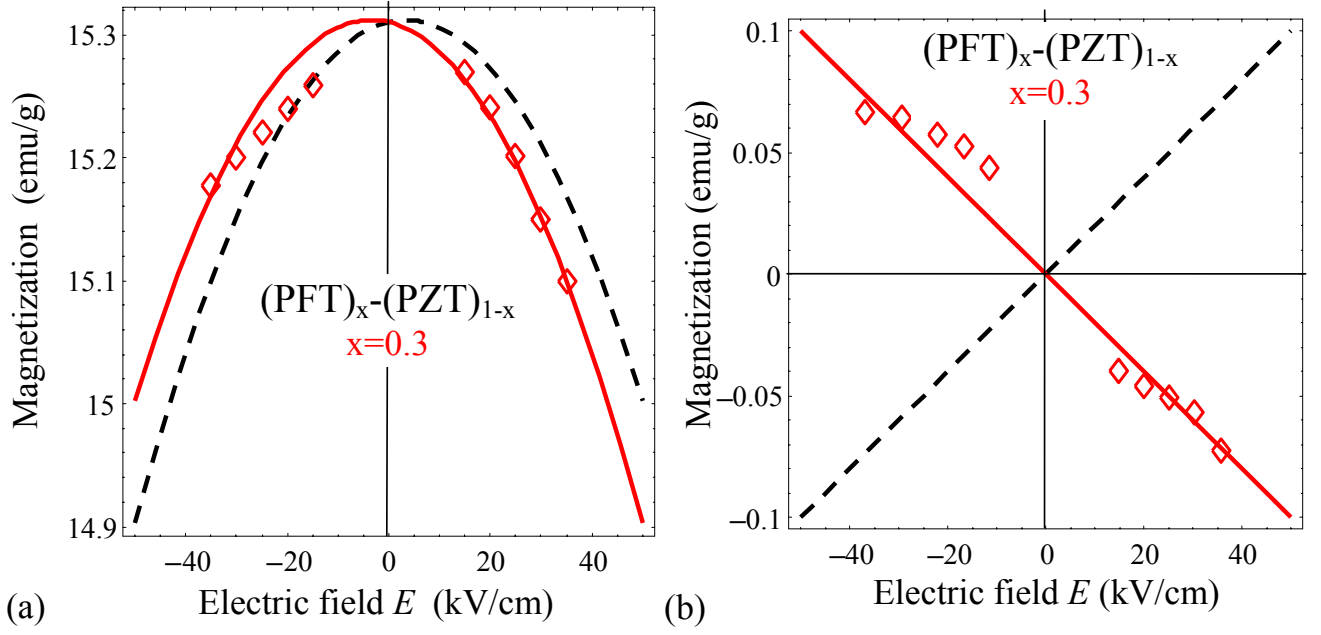 15.3
15.2
15.1
15
14.9
Magnetization (emu/g)
(PFT)x-(PZT)1-x
x=0.3
−40
−20
0
20
40
Electric field E (kV/cm)
(a)
0.1
0.05
0
−0.05
−0.1
Magnetization (emu/g)
(PFT)x-(PZT)1-x
x=0.3
−40
−20
0
20
40
Electric field E (kV/cm)
(b)